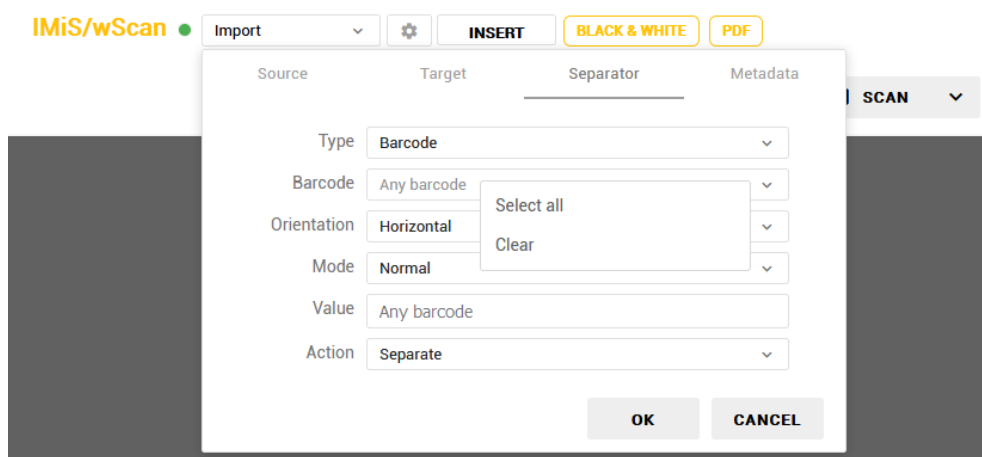 IMiS/wScan Import INSERT BLACK & WHITE PDF
Source Target Separator Metadata
SCAN
Type Barcode
Barcode Any barcode
Select all
Orientation Horizontal
Clear
Mode Normal
Value Any barcode
Action Separate
OK CANCEL